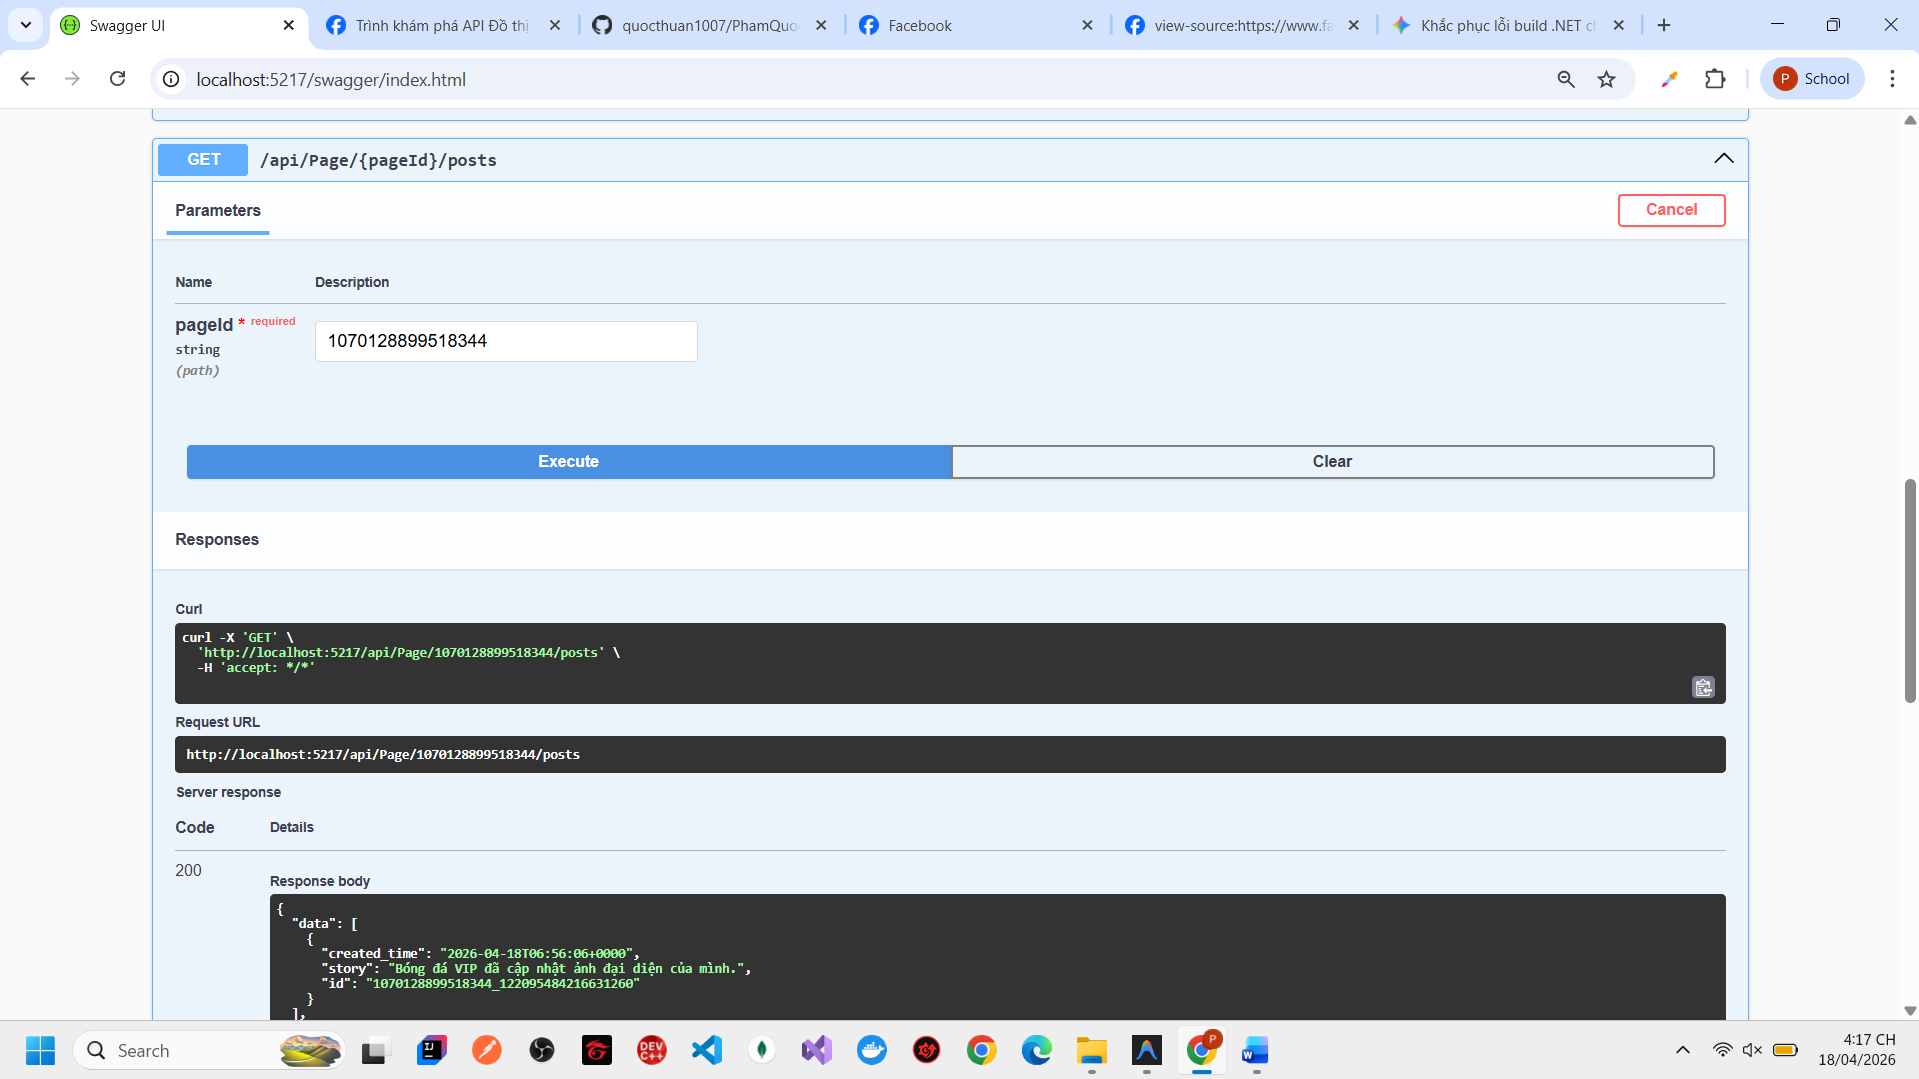 Swagger UI
Trình khám phá API Đồ thị
quocthuan1007/PhamQuo
Facebook
view-source:https://www.fa
Khắc phục lỗi build .NET ch
localhost:5217/swagger/index.html
P
School
GET
/api/Page/{pageId}/posts
Parameters
Cancel
Name
Description
pageId * required
1070128899518344
string
(path)
Execute
Clear
Responses
Curl
curl -X 'GET' \
'http://localhost:5217/api/Page/1070128899518344/posts' \
-H 'accept: */*'
Request URL
http://localhost:5217/api/Page/1070128899518344/posts
Server response
Code
Details
200
Response body
{
"data": [
{
"created_time": "2026-04-18T06:56:06+0000",
"story": "Bóng đá VIP đã cập nhật ảnh đại diện của mình.",
"id": "1070128899518344_122095484216631260"
}
],
Search
IJ
DEV
C++
P
W
4:17 CH
18/04/2026